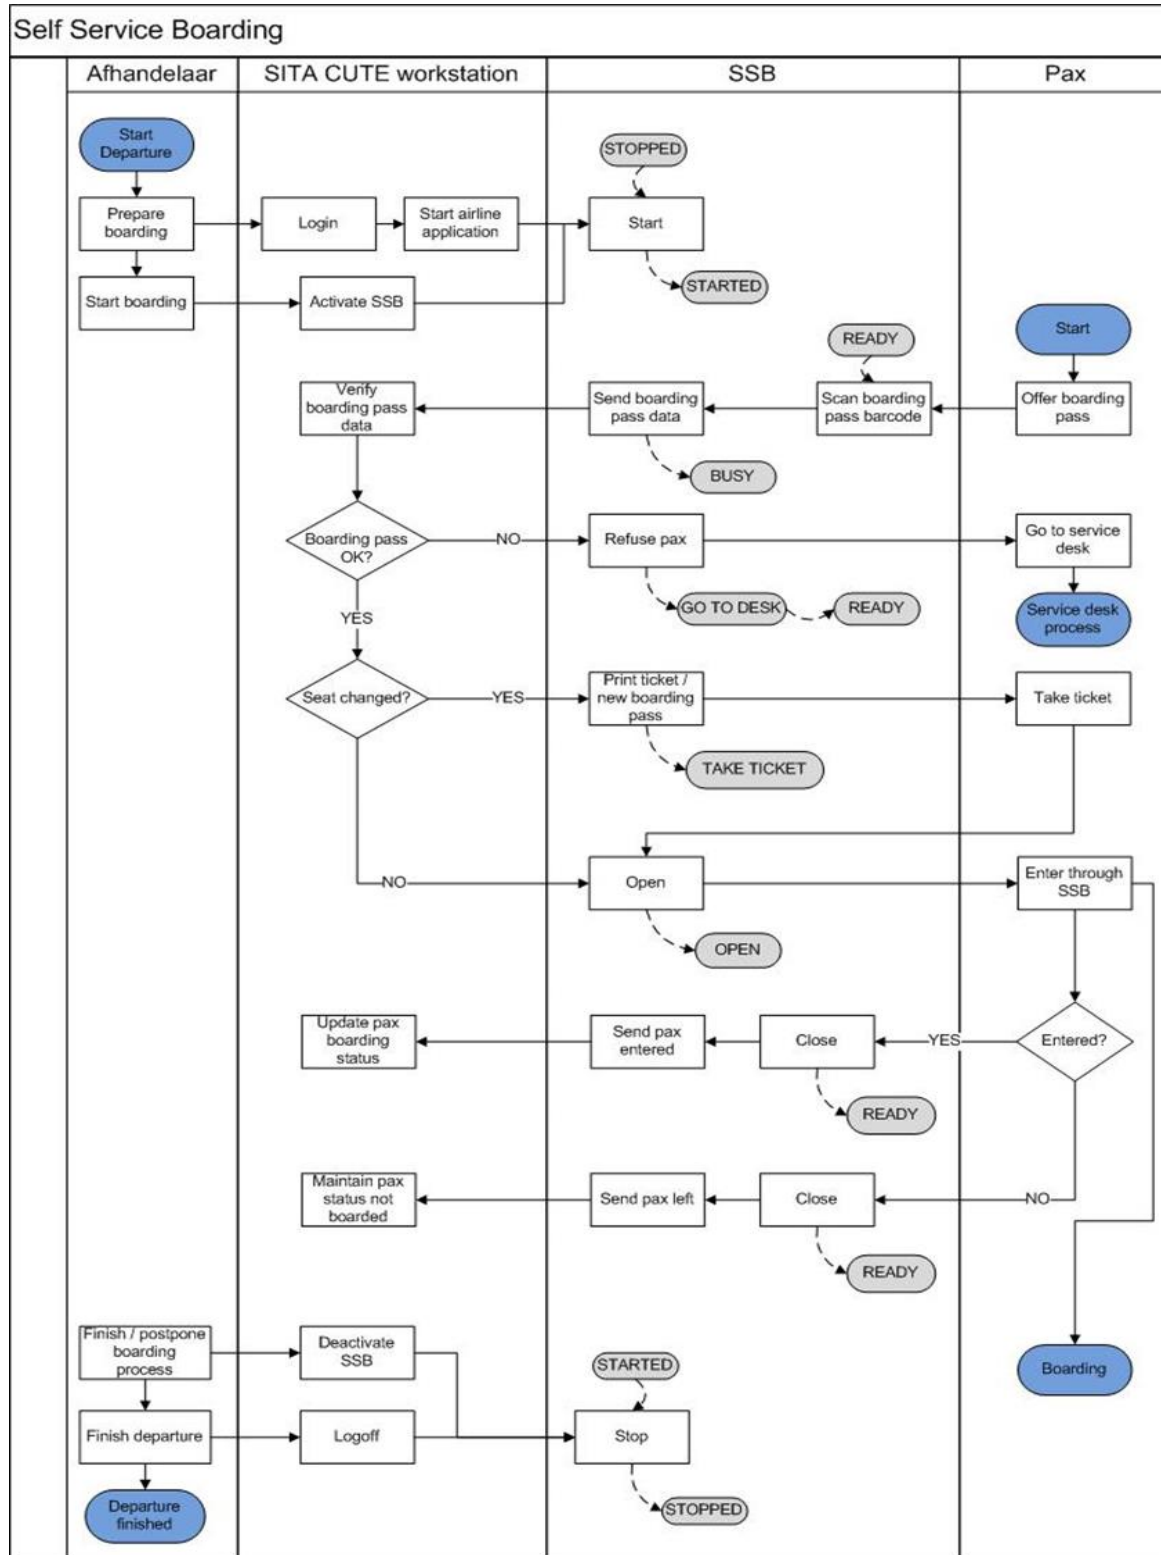 Self Service Boarding
Afhandelaar
SITA CUTE workstation
SSB
Pax
Start
Departure
STOPPED
Prepare
boarding
Login
Start airline
application
Start
STARTED
Start boarding
Activate SSB
Start
READY
Verify
boarding pass
data
Send boarding
pass data
Scan boarding
pass barcode
Offer boarding
pass
BUSY
Boarding pass
OK?
NO
Refuse pax
Go to service
desk
GO TO DESK
READY
Service desk
process
YES
Seat changed?
YES
Print ticket /
new boarding
pass
Take ticket
TAKE TICKET
NO
Open
Enter through
SSB
OPEN
Update pax
boarding
status
Send pax
entered
Close
YES
Entered?
READY
Maintain pax
status not
boarded
Send pax left
Close
NO
READY
Finish / postpone
boarding
process
Deactivate
SSB
STARTED
Boarding
Finish departure
Logoff
Stop
Departure
finished
STOPPED